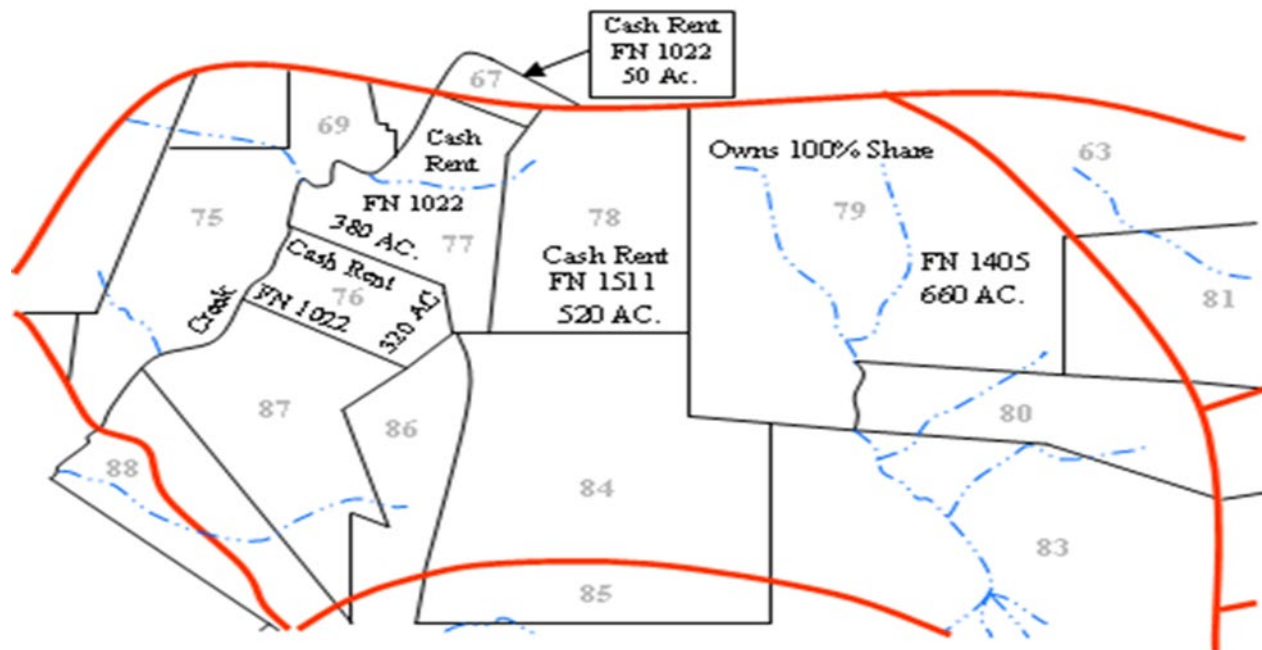 Cash Rent
FN 1022
50 Ac.
67
69
Cash
Rent
Owns 100% Share
63
75
FN 1022
380 AC.
77
78
79
Cash Rent
FN 1511
520 AC.
FN 1405
660 AC.
81
Cash Rent
76
FN 1022
320 AC
Creek
87
86
80
88
84
83
85